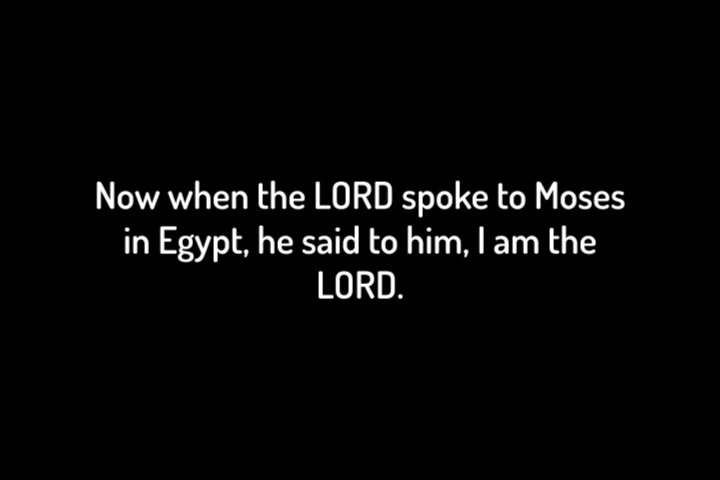 Now when the LORD spoke to Moses
in Egypt, he said to him, I am the
LORD.